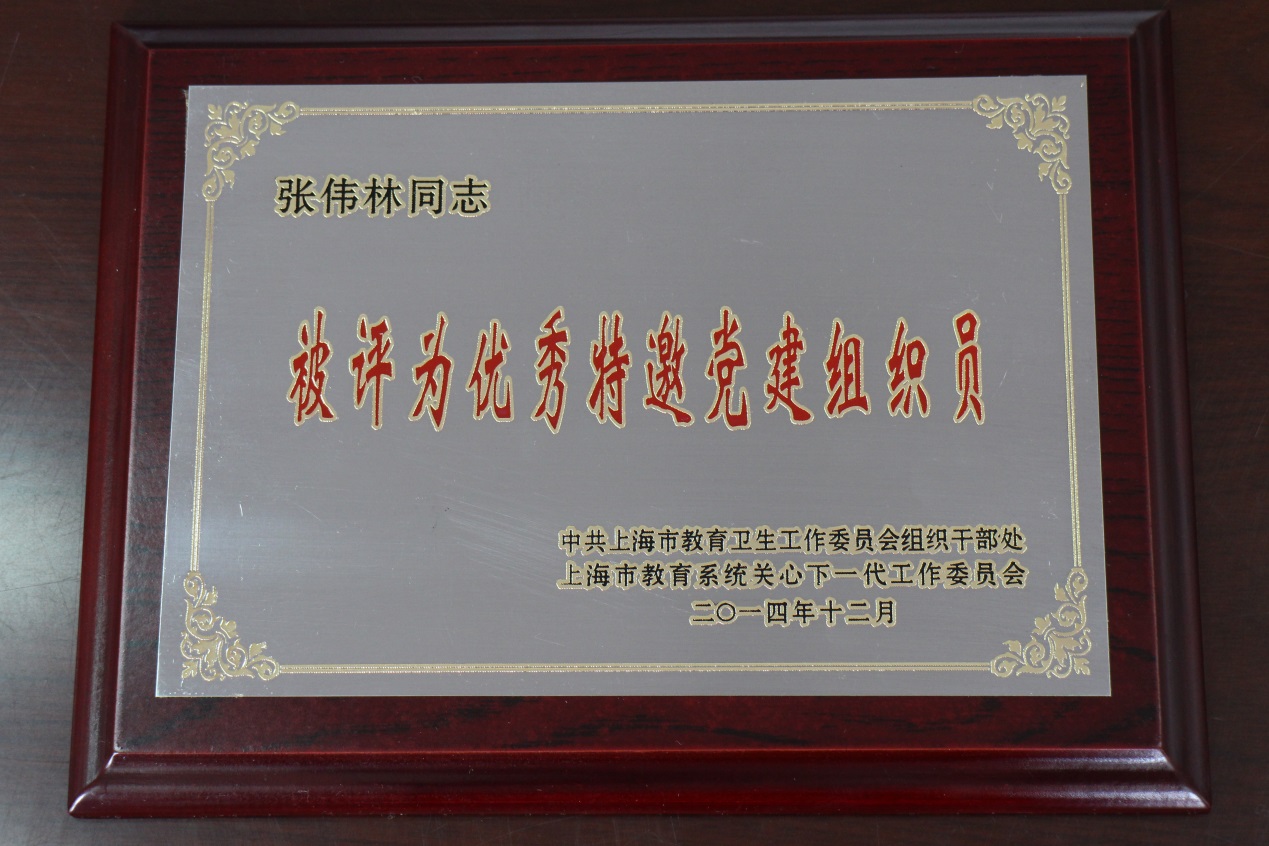 张伟林同志
被评为优秀特邀党建组织员
中共上海市教育卫生工作委员会组织干部处
上海市教育系统关心下一代工作委员会
二〇一四年十二月